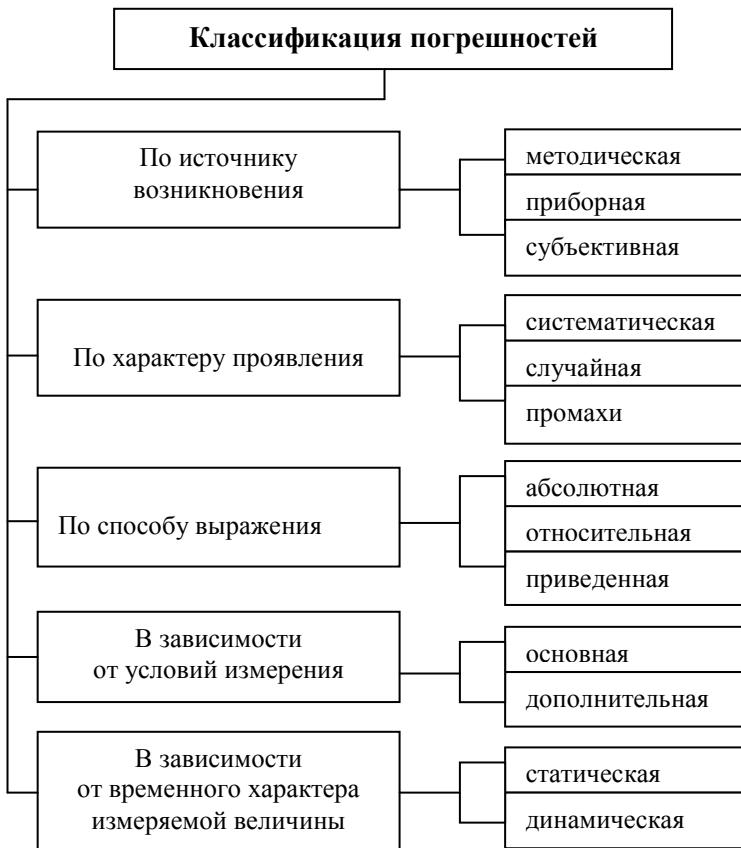 Классификация погрешностей
По источнику
возникновения
методическая
приборная
субъективная
По характеру проявления
систематическая
случайная
промахи
По способу выражения
абсолютная
относительная
приведенная
В зависимости
от условий измерения
основная
дополнительная
В зависимости
от временного характера
измеряемой величины
статическая
динамическая